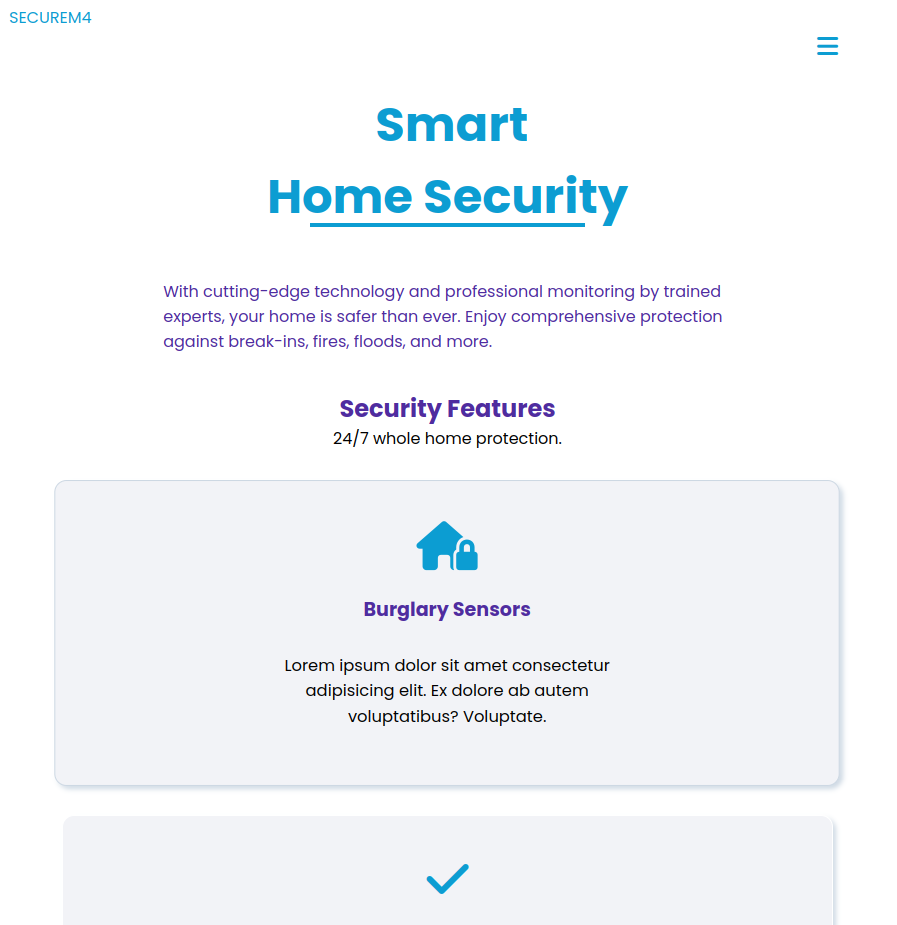 SECUREM4
Smart
Home Security
With cutting-edge technology and professional monitoring by trained
experts, your home is safer than ever. Enjoy comprehensive protection
against break-ins, fires, floods, and more.
Security Features
24/7 whole home protection.
Burglary Sensors
Lorem ipsum dolor sit amet consectetur
adipisicing elit. Ex dolore ab autem
voluptatibus? Voluptate.